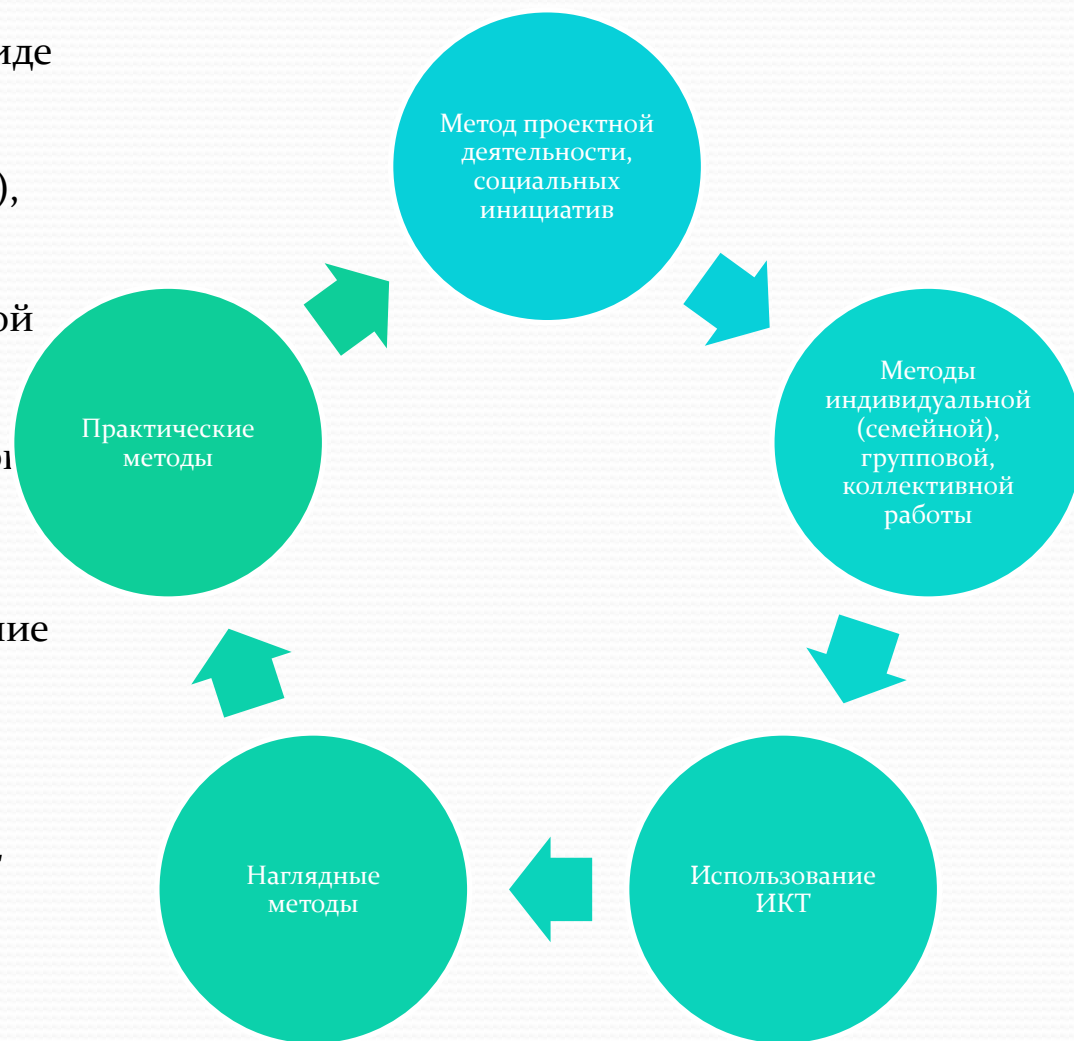 Метод проектной
деятельности,
социальных
инициатив
Методы
индивидуальной
(семейной),
групповой,
коллективной
работы
Использование
ИКТ
Наглядные
методы
Практические
методы